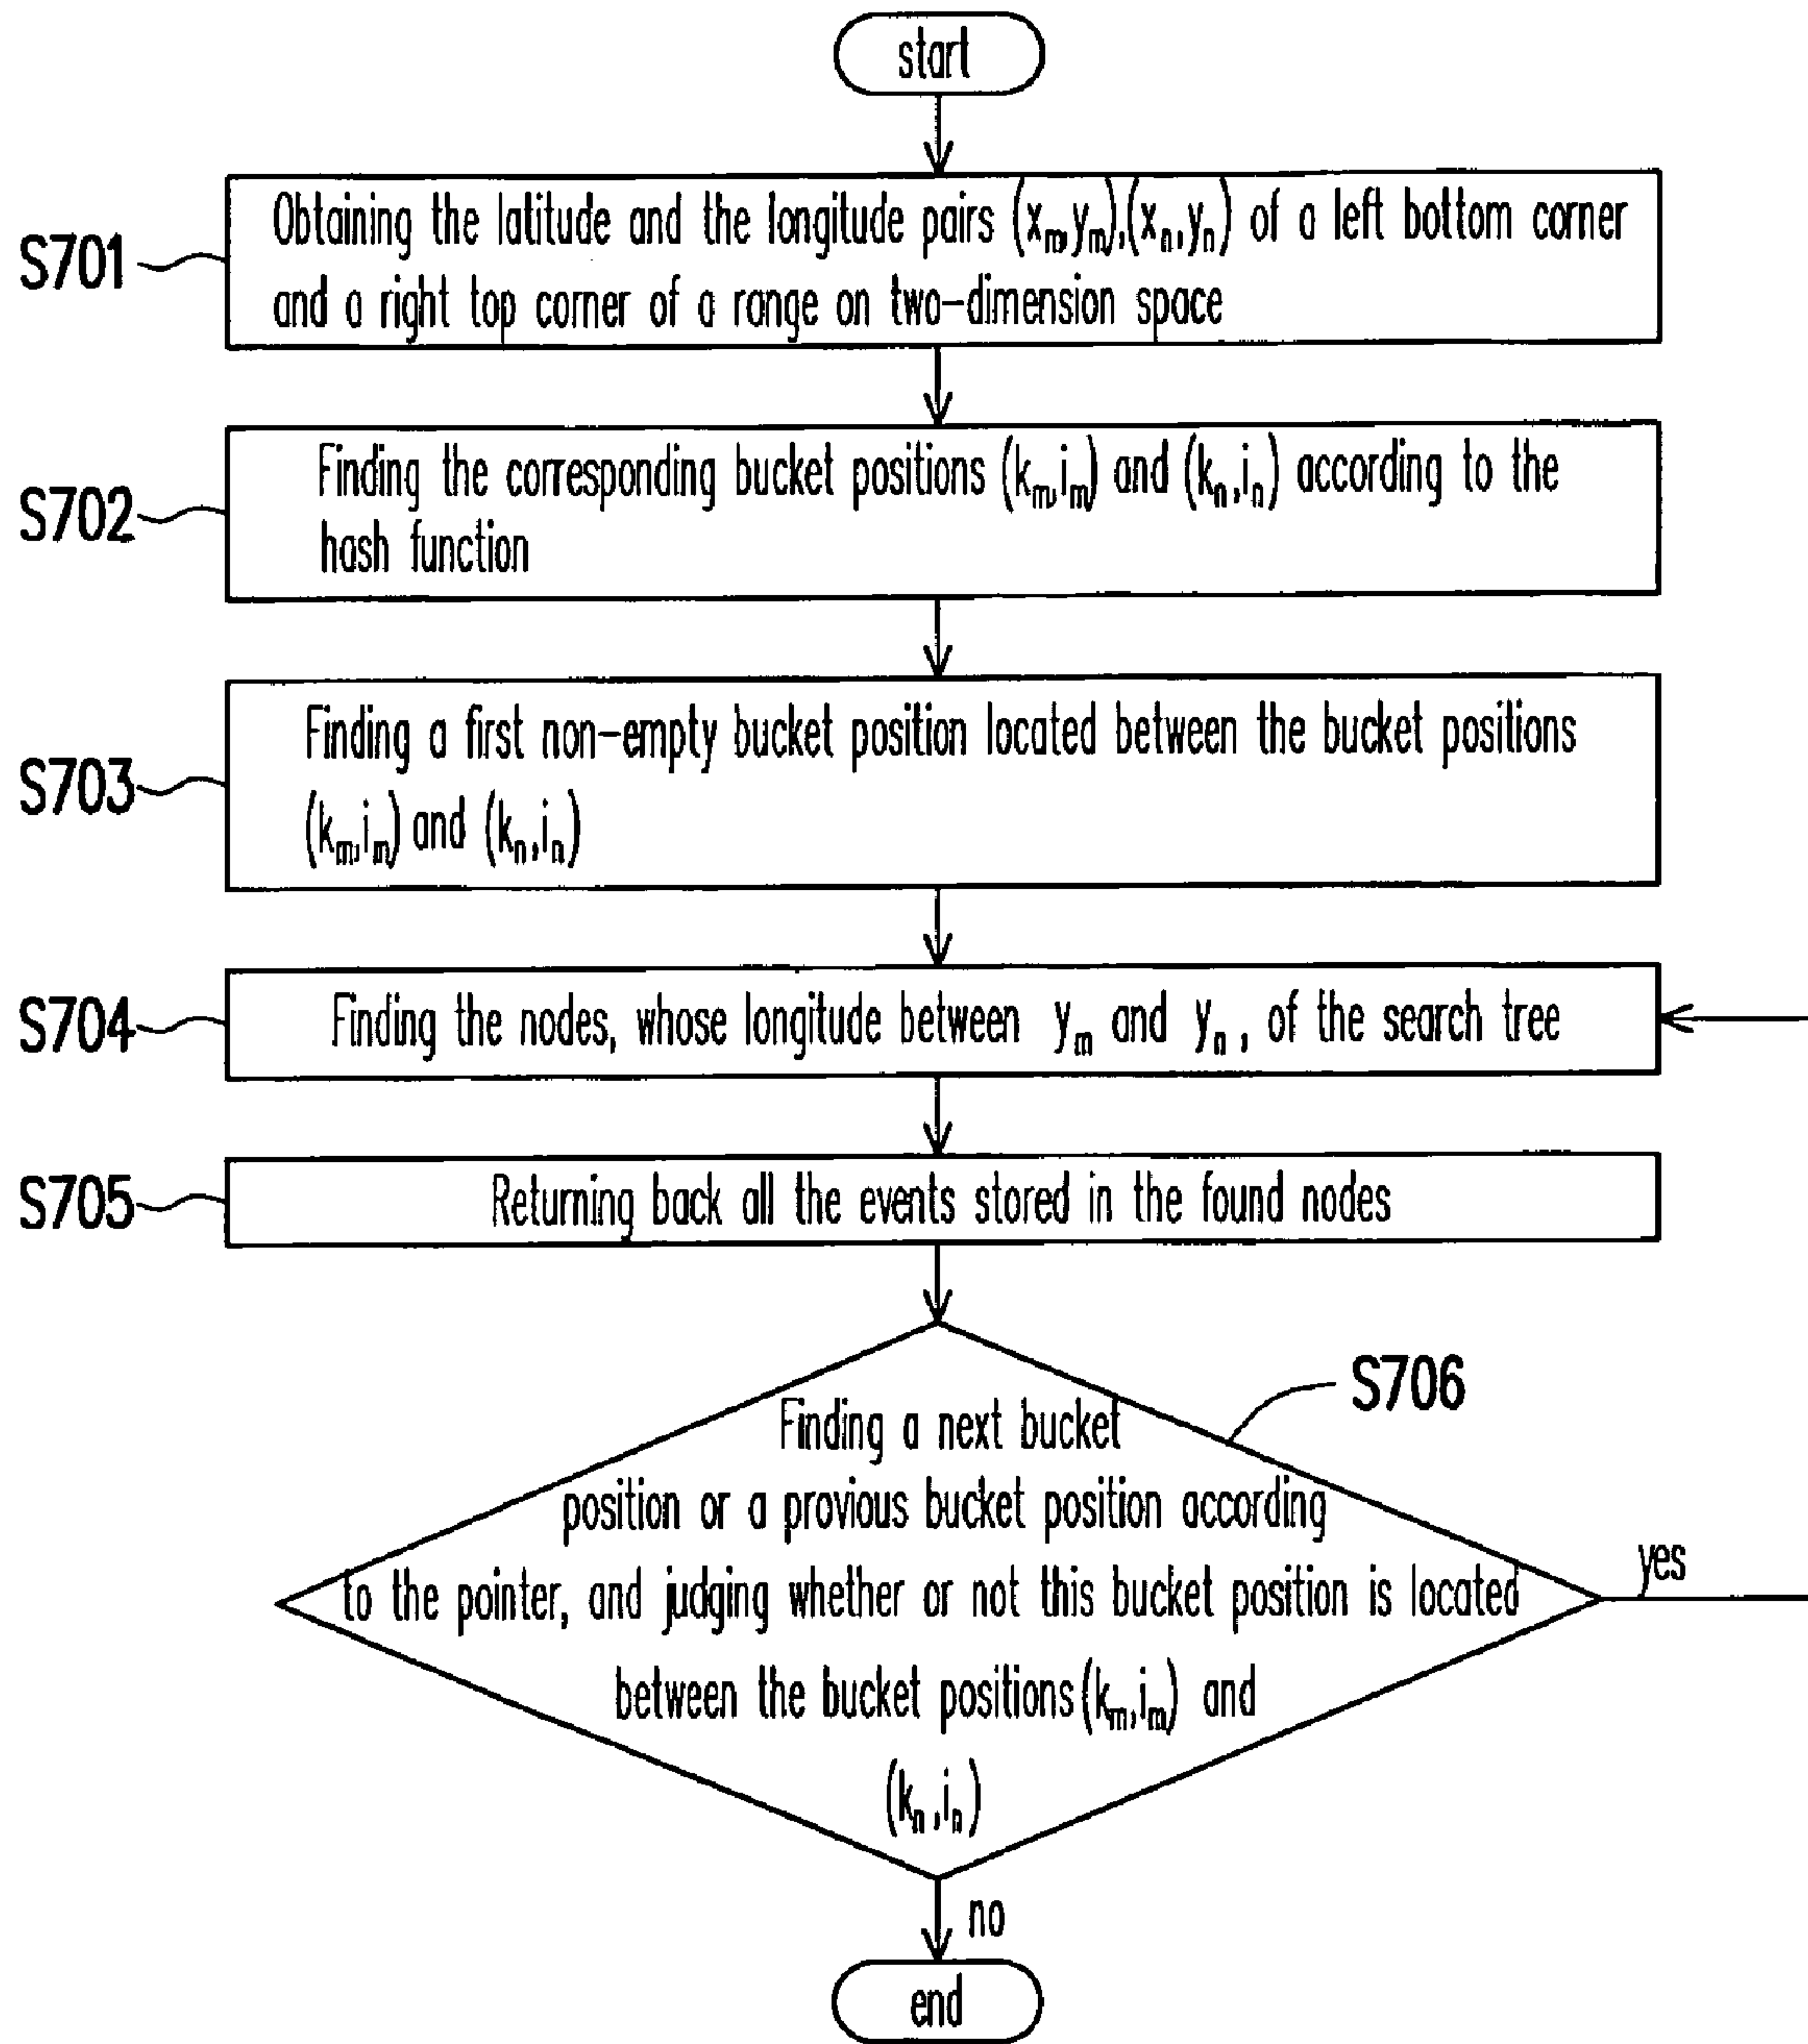 start
S701
Obtaining the latitude and the longitude pairs (xm,ym),(xn,yn) of a left bottom corner
and a right top corner of a range on two-dimension space
S702
Finding the corresponding bucket positions (km,im) and (kn,in) according to the
hash function
S703
Finding a first non-empty bucket position located between the bucket positions
(km,im) and (kn,in)
S704
Finding the nodes, whose longitude between ym and yn, of the search tree
S705
Returning back all the events stored in the found nodes
S706
Finding a next bucket
position or a provious bucket position according
to the pointer, and judging whether or not this bucket position is located
between the bucket positions (km,im) and
(kn,in)
yes
no
end